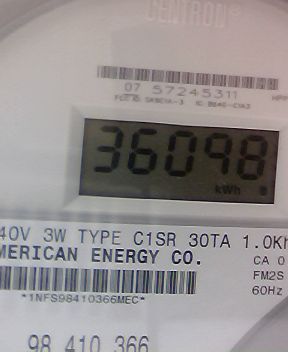 CENTRON®
07 57245311
36098
kWh
40V 3W TYPE C1SR 30TA 1.0Kh
MERICAN ENERGY CO.
CA 0
FM2S
60Hz
*1NFS98410366MEC*
98 410 366